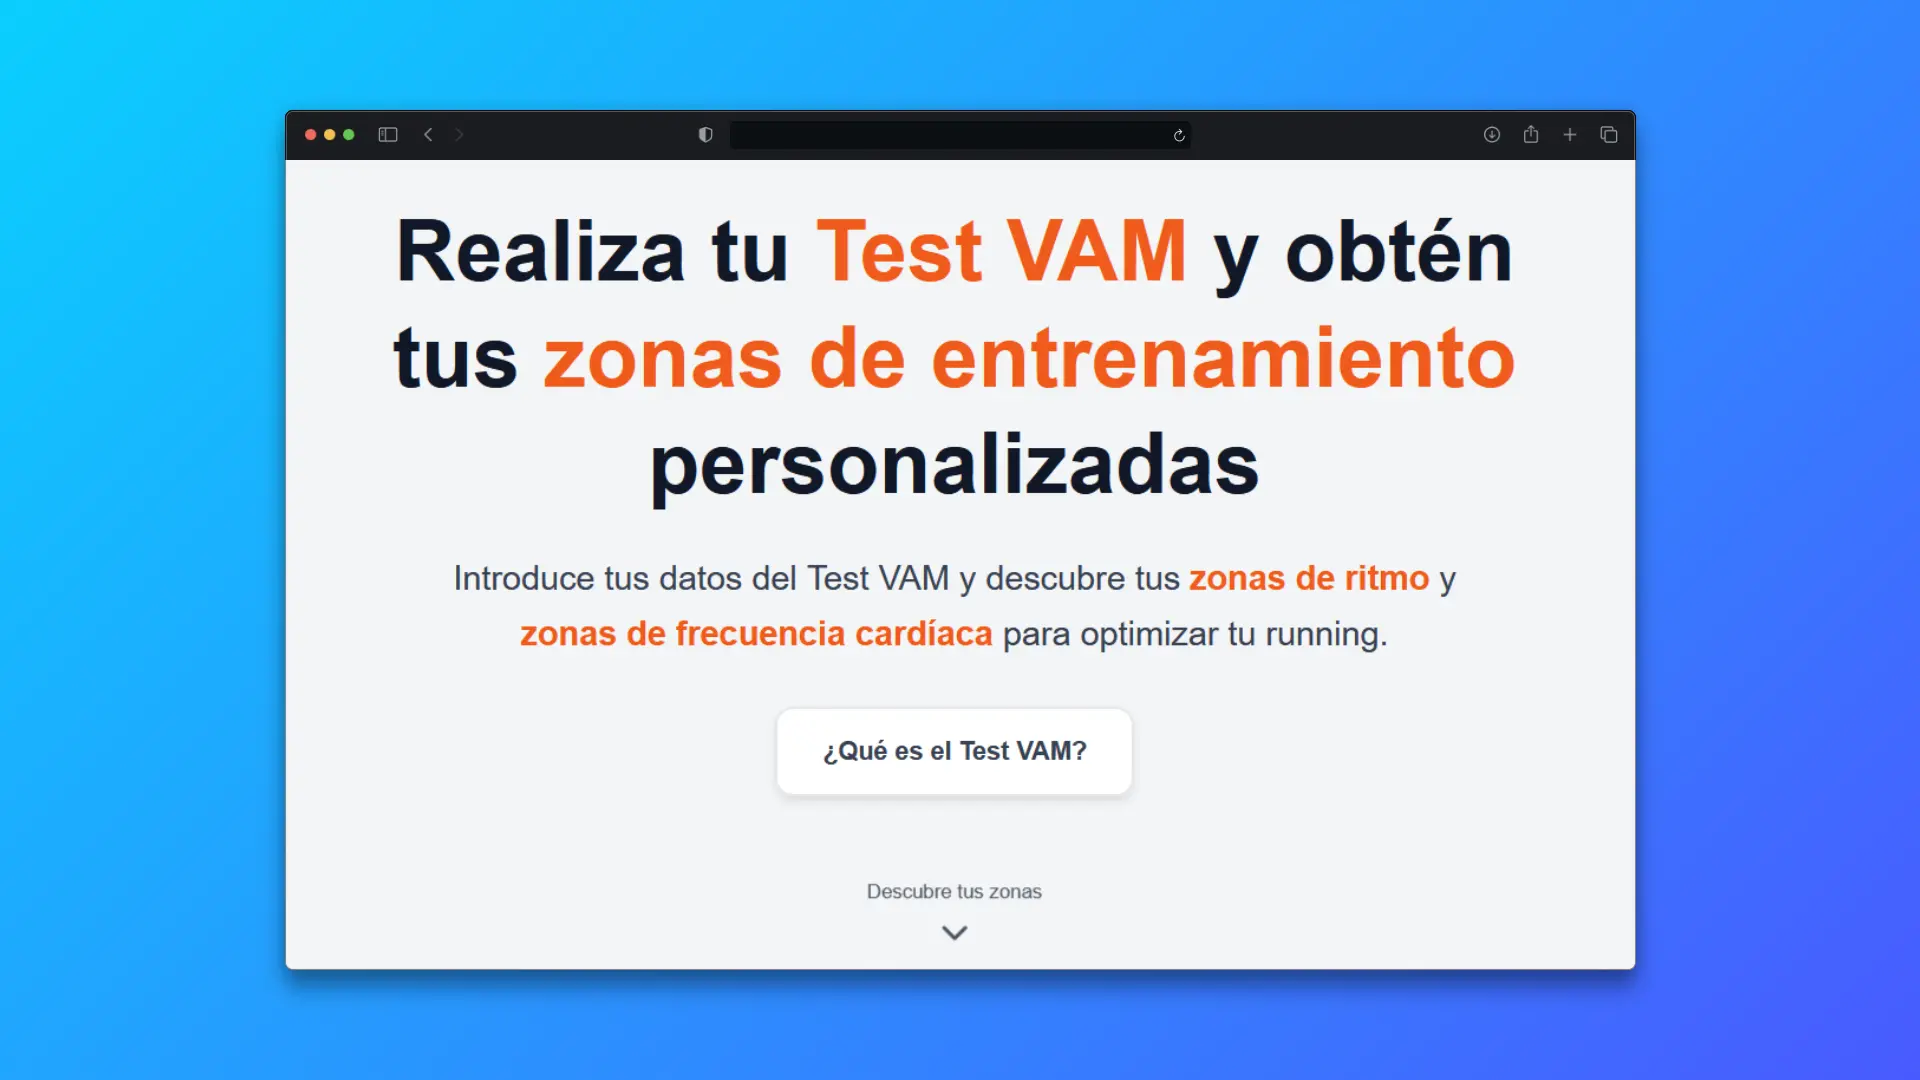 Realiza tu Test VAM y obtén
tus zonas de entrenamiento
personalizadas
Introduce tus datos del Test VAM y descubre tus zonas de ritmo y
zonas de frecuencia cardíaca para optimizar tu running.
¿Qué es el Test VAM?
Descubre tus zonas